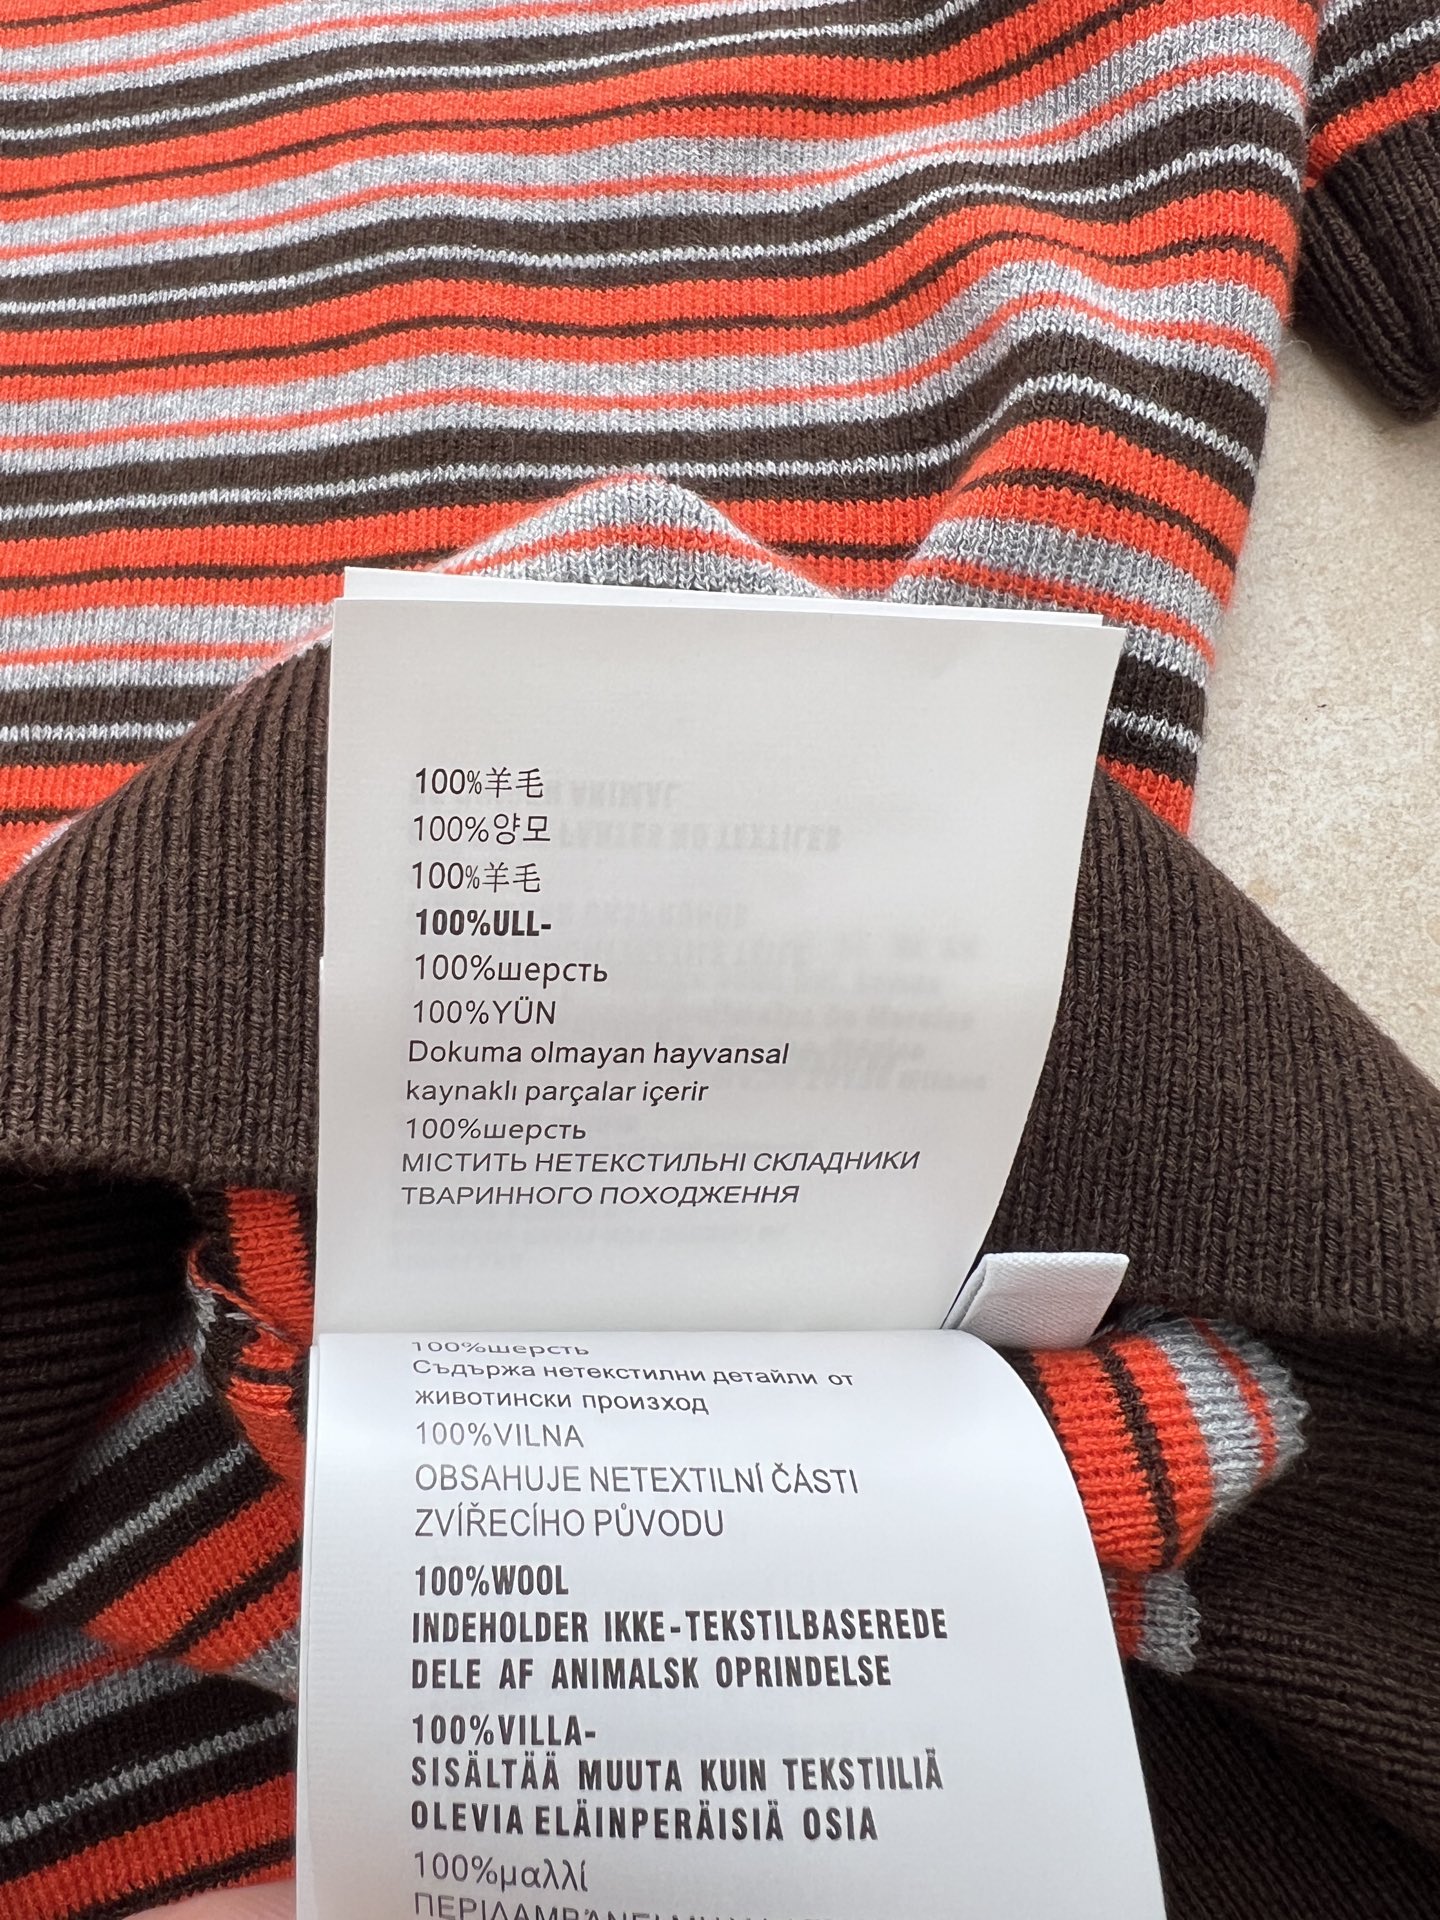 100%羊毛
100%양모
100%羊毛
100%ULL-
100%шерсть
100%YÜN
Dokuma olmayan hayvansal
kaynaklı parçalar içerir
100%шерсть
МІСТИТЬ НЕТЕКСТИЛЬНІ СКЛАДНИКИ
ТВАРИННОГО ПОХОДЖЕННЯ
100%шерсть
Съдържа нетекстилни детайли от
животински произход
100%VILNA
OBSAHUJE NETEXTILNÍ ČÁSTI
ZVÍŘECÍHO PŮVODU
100%WOOL
INDEHOLDER IKKE-TEKSTILBASEREDE
DELE AF ANIMALSK OPRINDELSE
100%VILLA-
SISÄLTÄÄ MUUTA KUIN TEKSTIILIÄ
OLEVIA ELÄINPERÄISIÄ OSIA
100%μαλλί